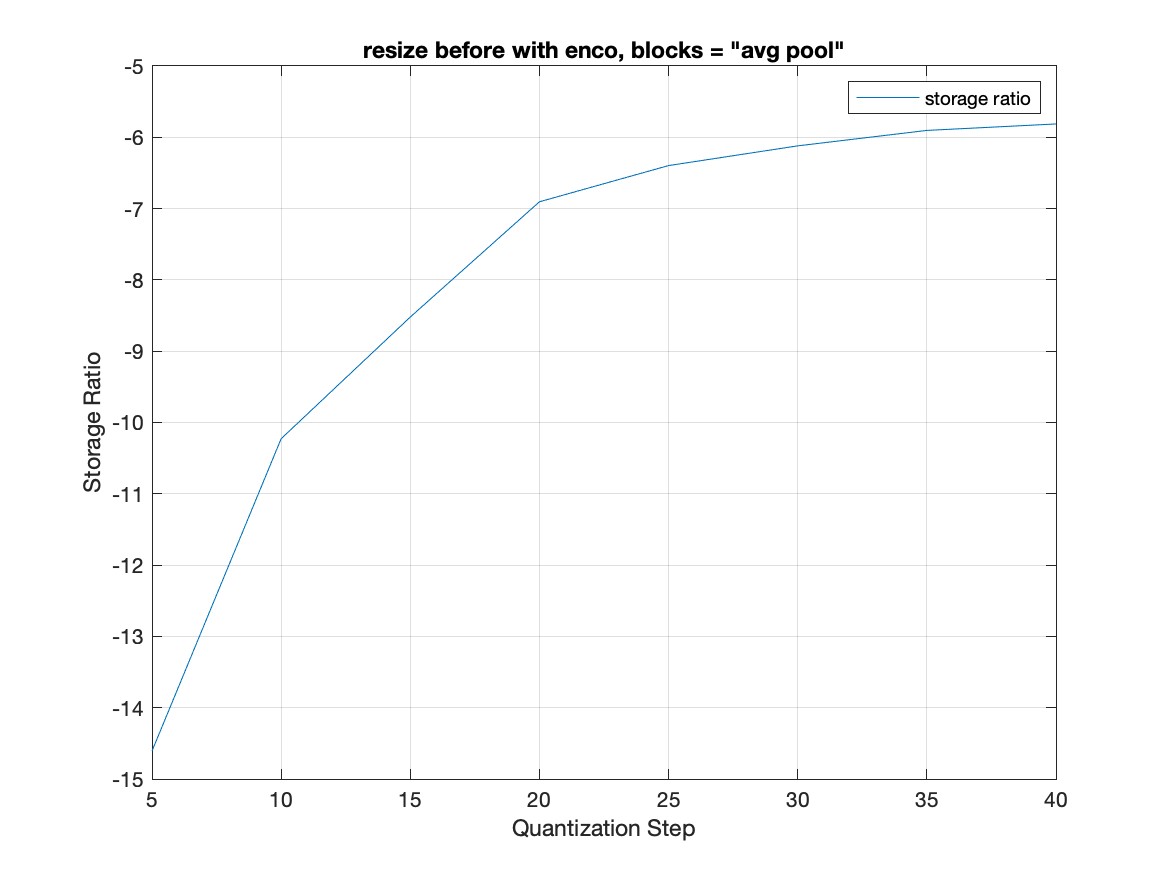 resize before with enco, blocks = "avg pool"
storage ratio
Storage Ratio
-5
-6
-7
-8
-9
-10
-11
-12
-13
-14
-15
5 10 15 20 25 30 35 40
Quantization Step